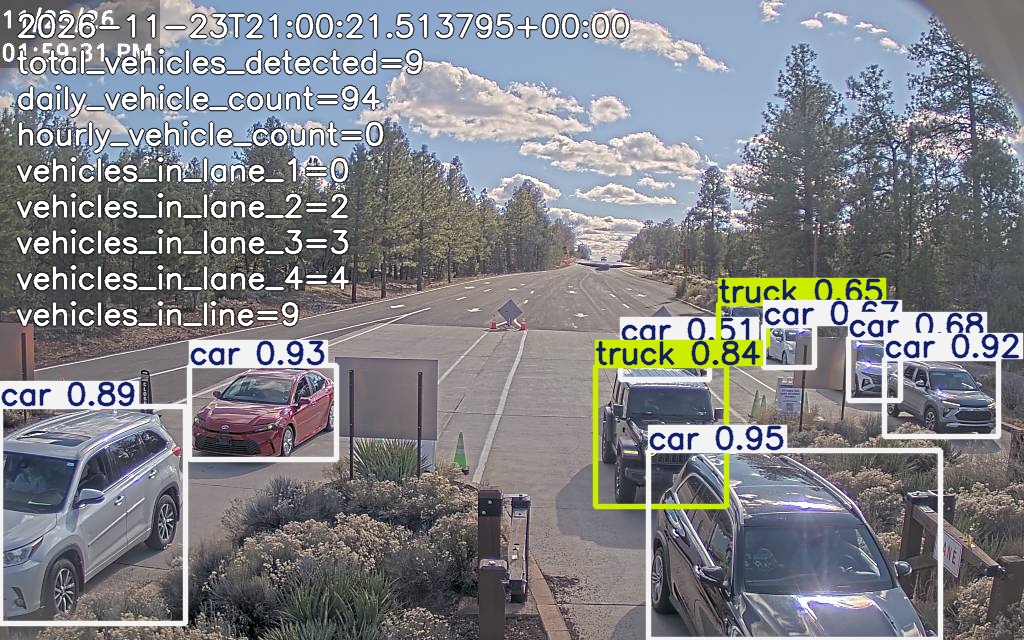 2026-11-23T21:00:21.513795+00:00
01:59:31 PM
total_vehicles_detected=9
daily_vehicle_count=94
hourly_vehicle_count=0
vehicles_in_lane_1=0
vehicles_in_lane_2=2
vehicles_in_lane_3=3
vehicles_in_lane_4=4
vehicles_in_line=9
truck 0.65
car 0.67
car 0.51
car 0.68
car 0.93
truck 0.84
car 0.92
car 0.89
car 0.95